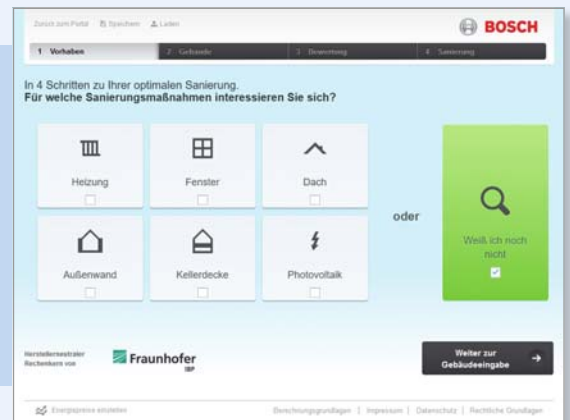 Zurück zum Portal Speichern Laden
BOSCH
1 Vorhaben 2 Gebäude 3 Bewertung 4 Sanierung
In 4 Schritten zu Ihrer optimalen Sanierung.
Für welche Sanierungsmaßnahmen interessieren Sie sich?
Heizung
Fenster
Dach
Außenwand
Kellerdecke
Photovoltaik
oder
Weiß ich noch
nicht
Herstellerneutraler
Rechenkern von
Fraunhofer
IBP
Weiter zur
Gebäudeeingabe
Energiepreise einstellen
Berechnungsgrundlagen | Impressum | Datenschutz | Rechtliche Grundlagen